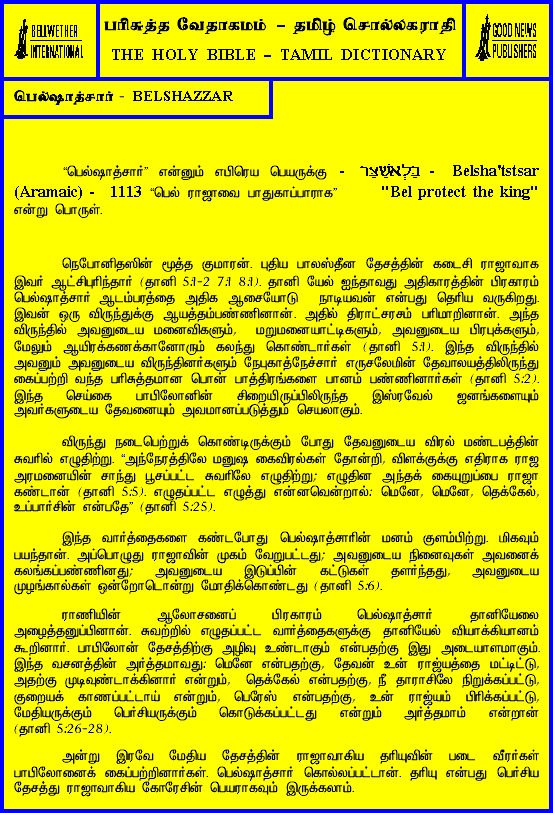 BELLWETHER
INTERNATIONAL
பரிசுத்த வேதாகமம் – தமிழ் சொல்லகராதி
THE HOLY BIBLE – TAMIL DICTIONARY
GOOD NEWS
PUBLISHERS
பெல்ஷாத்சார் - BELSHAZZAR
“பெல்ஷாத்சார்” என்னும் எபிரெய பெயருக்கு - בֵּלְאשַׁצַּר - Belsha'tstsar
(Aramaic) - 1113 “பெல் ராஜாவை பாதுகாப்பாராக” "Bel protect the king"
என்று பொருள்.
நெபோனிதஸின் மூத்த குமாரன். புதிய பாலஸ்தீன தேசத்தின் கடைசி ராஜாவாக
இவர் ஆட்சிபுரிந்தார் (தானி 5:1-2 7:1 8:1). தானி யேல் ஐந்தாவது அதிகாரத்தின் பிரகாரம்
பெல்ஷாத்சார் ஆடம்பரத்தை அதிக ஆசையோடு நாடியவன் என்பது தெரிய வருகிறது.
இவன் ஒரு விருந்துக்கு ஆயத்தம்பண்ணினான். அதில் திராட்சரசம் பரிமாறினான். அந்த
விருந்தில் அவனுடைய மனைவிகளும், மறுமனையாட்டிகளும், அவனுடைய பிரபுக்களும்,
மேலும் ஆயிரக்கணக்கானோரும் கலந்து கொண்டார்கள் (தானி 5:1). இந்த விருந்தில்
அவனும் அவனுடைய விருந்தினர்களும் நேபுகாத்நேச்சார் எருசலேமின் தேவாலயத்திலிருந்து
கைப்பற்றி வந்த பரிசுத்தமான பொன் பாத்திரங்களை பானம் பண்ணினார்கள் (தானி 5:2).
இந்த செய்கை பாபிலோனின் சிறையிருப்பிலிருந்த இஸ்ரவேல் ஜனங்களையும்
அவர்களுடைய தேவனையும் அவமானப்படுத்தும் செயலாகும்.
விருந்து நடைபெற்றுக் கொண்டிருக்கும் போது தேவனுடைய விரல் மண்டபத்தின்
சுவரில் எழுதிற்று. “அந்நேரத்திலே மனுஷ கைவிரல்கள் தோன்றி, விளக்குக்கு எதிராக ராஜ
அரமனையின் சாந்து பூசப்பட்ட சுவரிலே எழுதிற்று; எழுதின அந்தக் கையுறுப்பை ராஜா
கண்டான் (தானி 5:5). எழுதப்பட்ட எழுத்து என்னவென்றால்: மெனே, மெனே, தெக்கேல்,
உப்பார்சின் என்பதே” (தானி 5:25).
இந்த வார்த்தைகளை கண்டபோது பெல்ஷாத்சாரின் மனம் குளம்பிற்று. மிகவும்
பயந்தான். அப்பொழுது ராஜாவின் முகம் வேறுபட்டது; அவனுடைய நினைவுகள் அவனைக்
கலங்கப்பண்ணினது; அவனுடைய இடுப்பின் கட்டுகள் தளர்ந்தது, அவனுடைய
முழங்கால்கள் ஒன்றோடொன்று மோதிக்கொண்டது (தானி 5:6).
ராணியின் ஆலோசனைப் பிரகாரம் பெல்ஷாத்சார் தானியேலை
அழைத்தனுப்பினான். சுவற்றில் எழுதப்பட்ட வார்த்தைகளுக்கு தானியேல் வியாக்கியானம்
கூறினார். பாபிலோன் தேசத்திற்கு அழிவு உண்டாகும் என்பதற்கு இது அடையாளமாகும்.
இந்த வசனத்தின் அர்த்தமாவது; மெனே என்பதற்கு, தேவன் உன் ராஜ்யத்தை மட்டிட்டு,
அதற்கு முடிவுண்டாக்கினார் என்றும், தெக்கேல் என்பதற்கு, நீ தராசிலே நிறுக்கப்பட்டு,
குறையக் காணப்பட்டாய் என்றும், பெரேஸ் என்பதற்கு, உன் ராஜ்யம் பிரிக்கப்பட்டு,
மேதியருக்கும் பெர்சியருக்கும் கொடுக்கப்பட்டது என்றும் அர்த்தமாம் என்றான்
(தானி 5:26-28).
அன்று இரவே மேதிய தேசத்தின் ராஜாவாகிய தரியுவின் படை வீரர்கள்
பாபிலோனைக் கைப்பற்றினார்கள். பெல்ஷாத்சார் கொல்லப்பட்டான். தரியு என்பது பெர்சிய
தேசத்து ராஜாவாகிய கோரேசின் பெயராகவும் இருக்கலாம்.